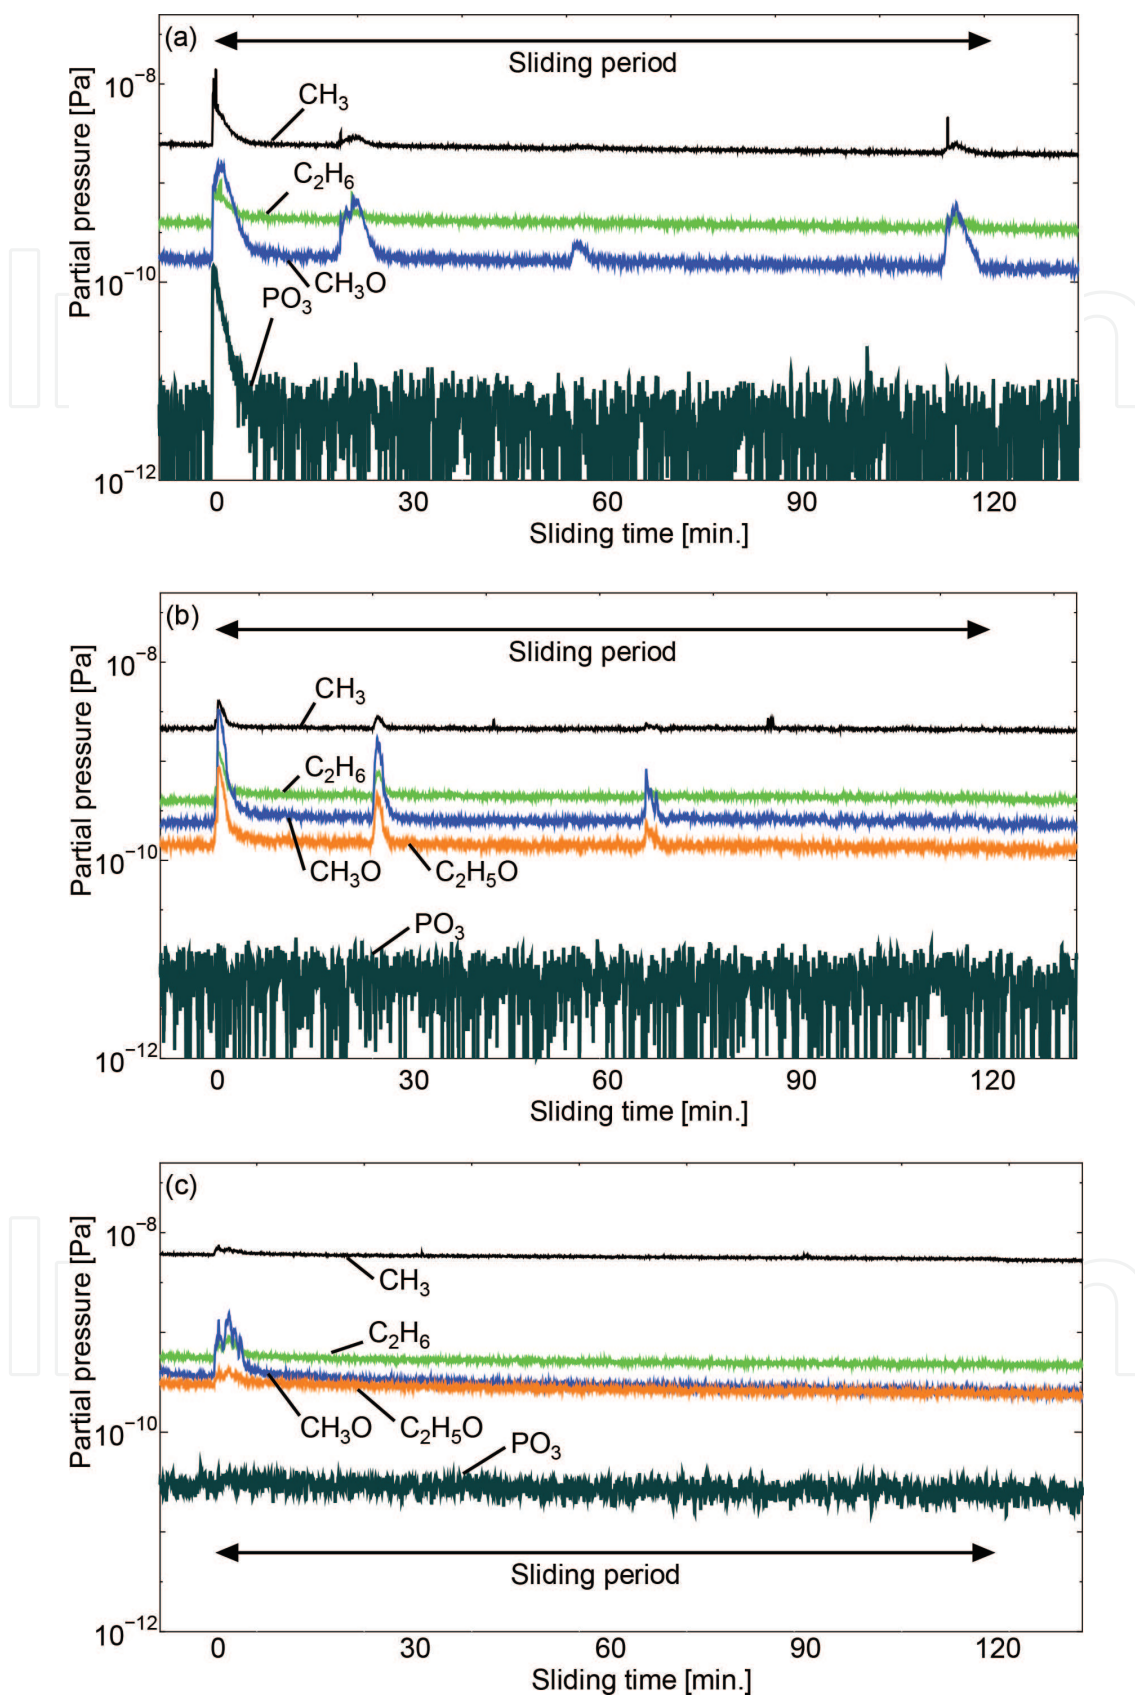 (a)
Sliding period
Partial pressure [Pa]
10⁻⁸
CH₃
C₂H₆
10⁻¹⁰
CH₃O
PO₃
10⁻¹²
0 30 60 90 120
Sliding time [min.]
(b)
Sliding period
Partial pressure [Pa]
10⁻⁸
CH₃
C₂H₆
10⁻¹⁰
CH₃O C₂H₅O
PO₃
10⁻¹²
0 30 60 90 120
Sliding time [min.]
(c)
Partial pressure [Pa]
10⁻⁸
CH₃
C₂H₆
10⁻¹⁰
CH₃O C₂H₅O
PO₃
Sliding period
10⁻¹²
0 30 60 90 120
Sliding time [min.]